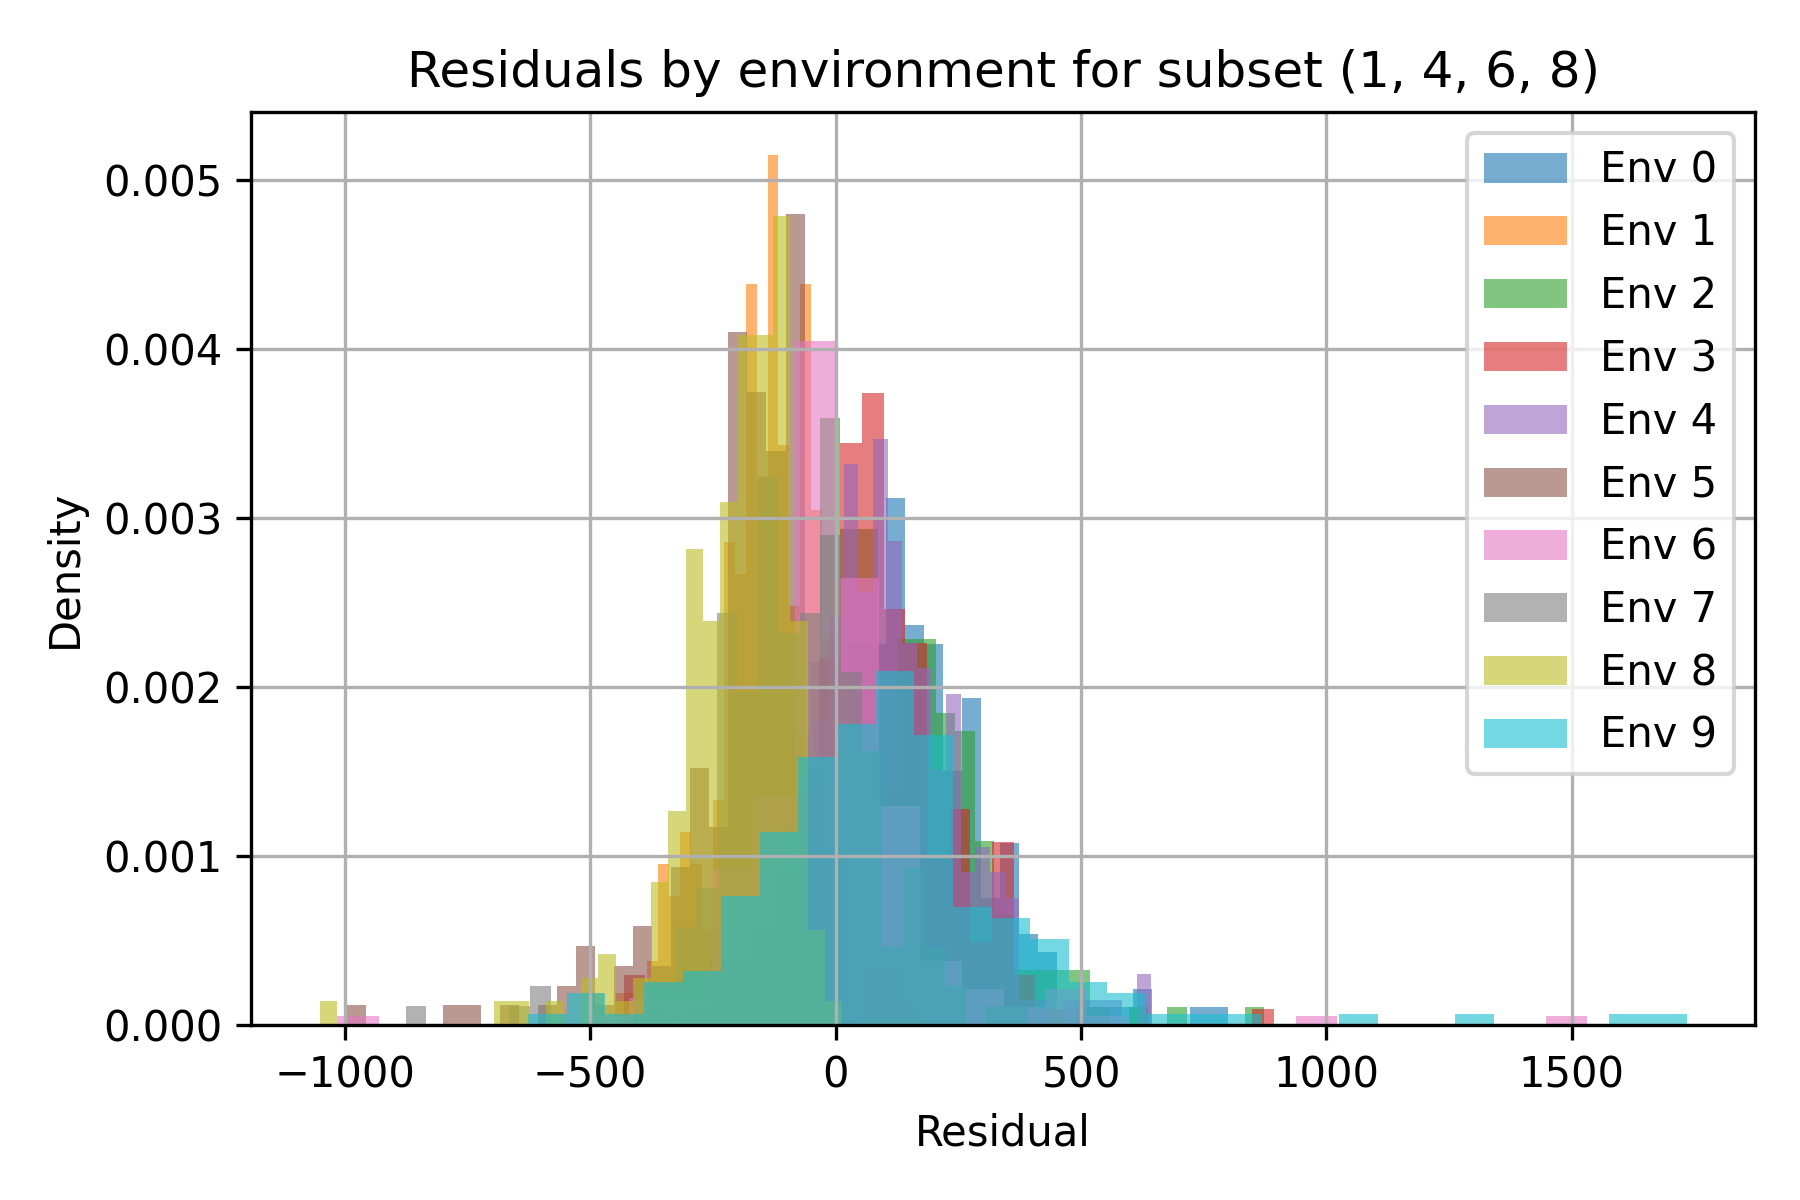 Residuals by environment for subset (1, 4, 6, 8)
0.005
0.004
0.003
0.002
0.001
0.000
Density
−1000
−500
0
500
1000
1500
Residual
Env 0
Env 1
Env 2
Env 3
Env 4
Env 5
Env 6
Env 7
Env 8
Env 9